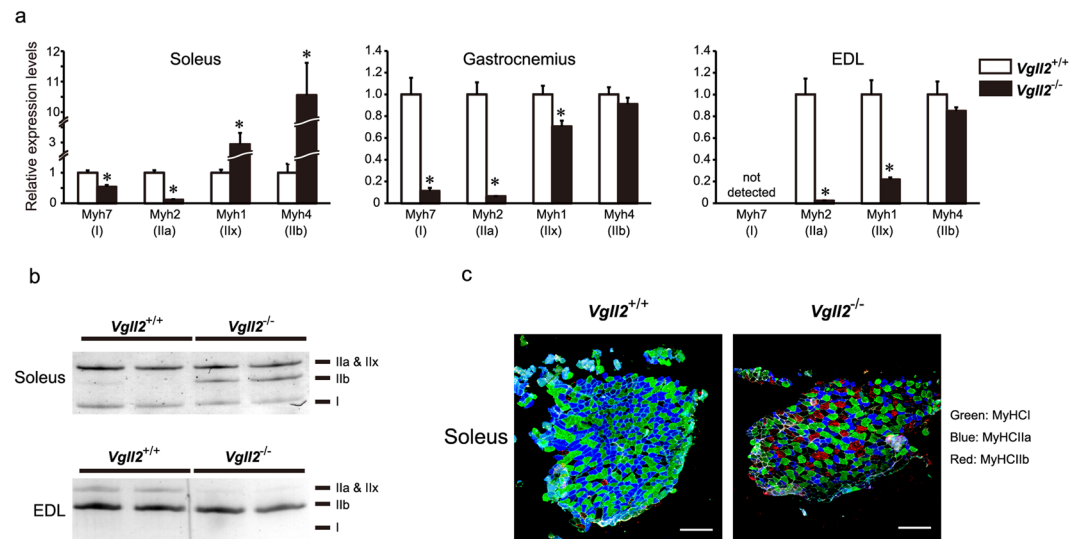 a
Relative expression levels
Soleus
12
11
10
3
1
0
*
*
*
*
Myh7
(I)
Myh2
(IIa)
Myh1
(IIx)
Myh4
(IIb)
Gastrocnemius
1.4
1.2
1.0
0.8
0.6
0.4
0.2
0
*
*
*
Myh7
(I)
Myh2
(IIa)
Myh1
(IIx)
Myh4
(IIb)
EDL
1.4
1.2
1.0
0.8
0.6
0.4
0.2
0
not
detected
*
*
Myh7
(I)
Myh2
(IIa)
Myh1
(IIx)
Myh4
(IIb)
Vgll2+/+
Vgll2-/-
b
Vgll2+/+ Vgll2-/-
Soleus
IIa & IIx
IIb
I
Vgll2+/+ Vgll2-/-
EDL
IIa & IIx
IIb
I
c
Vgll2+/+ Vgll2-/-
Soleus
Green: MyHCI
Blue: MyHCIIa
Red: MyHCIIb